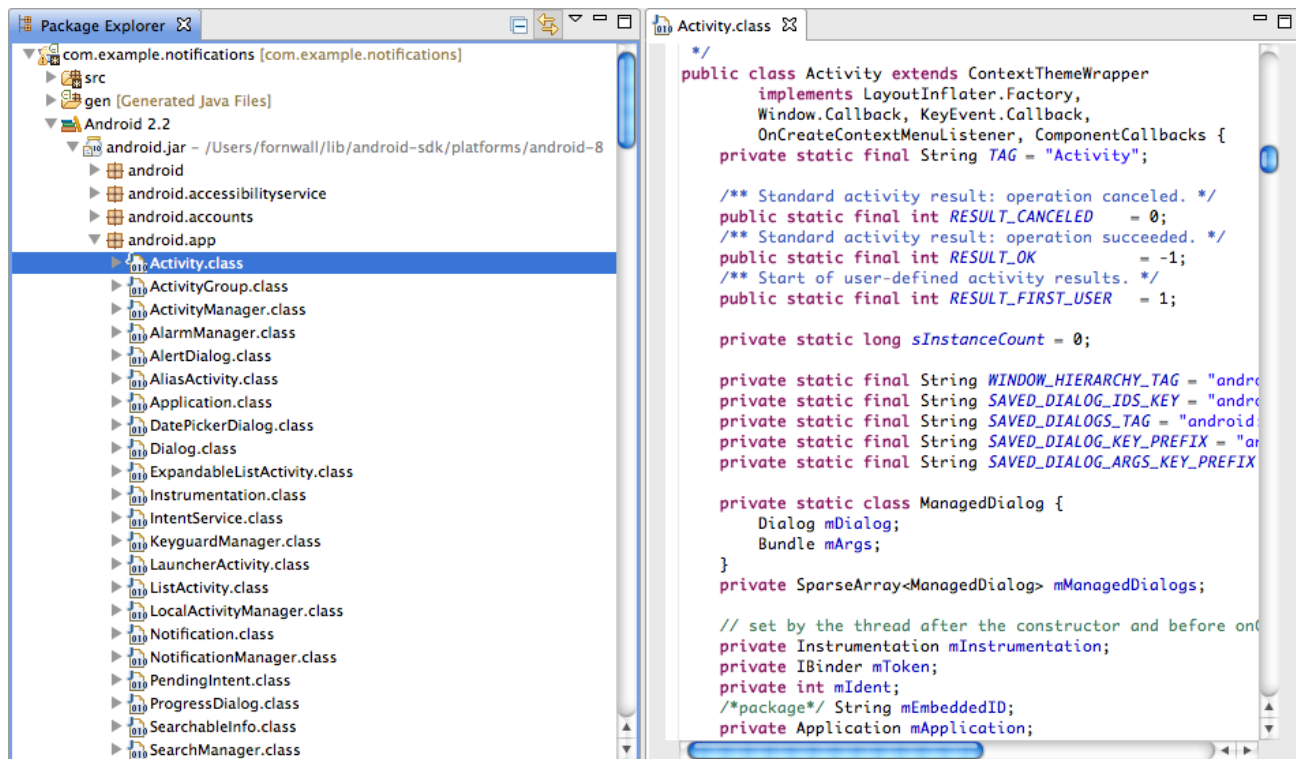 Package Explorer
com.example.notifications [com.example.notifications]
src
gen [Generated Java Files]
Android 2.2
android.jar – /Users/fornwall/lib/android-sdk/platforms/android-8
android
android.accessibilityservice
android.accounts
android.app
Activity.class
ActivityGroup.class
ActivityManager.class
AlarmManager.class
AlertDialog.class
AliasActivity.class
Application.class
DatePickerDialog.class
Dialog.class
ExpandableListActivity.class
Instrumentation.class
IntentService.class
KeyguardManager.class
LauncherActivity.class
ListActivity.class
LocalActivityManager.class
Notification.class
NotificationManager.class
PendingIntent.class
ProgressDialog.class
SearchableInfo.class
SearchManager.class
Activity.class
*/
public class Activity extends ContextThemeWrapper
implements LayoutInflater.Factory,
Window.Callback, KeyEvent.Callback,
OnCreateContextMenuListener, ComponentCallbacks {
private static final String TAG = "Activity";
/** Standard activity result: operation canceled. */
public static final int RESULT_CANCELED = 0;
/** Standard activity result: operation succeeded. */
public static final int RESULT_OK = -1;
/** Start of user-defined activity results. */
public static final int RESULT_FIRST_USER = 1;
private static long sInstanceCount = 0;
private static final String WINDOW_HIERARCHY_TAG = "andro
private static final String SAVED_DIALOG_IDS_KEY = "andro
private static final String SAVED_DIALOGS_TAG = "android:
private static final String SAVED_DIALOG_KEY_PREFIX = "an
private static final String SAVED_DIALOG_ARGS_KEY_PREFIX
private static class ManagedDialog {
Dialog mDialog;
Bundle mArgs;
}
private SparseArray<ManagedDialog> mManagedDialogs;
// set by the thread after the constructor and before onC
private Instrumentation mInstrumentation;
private IBinder mToken;
private int mIdent;
/*package*/ String mEmbeddedID;
private Application mApplication;